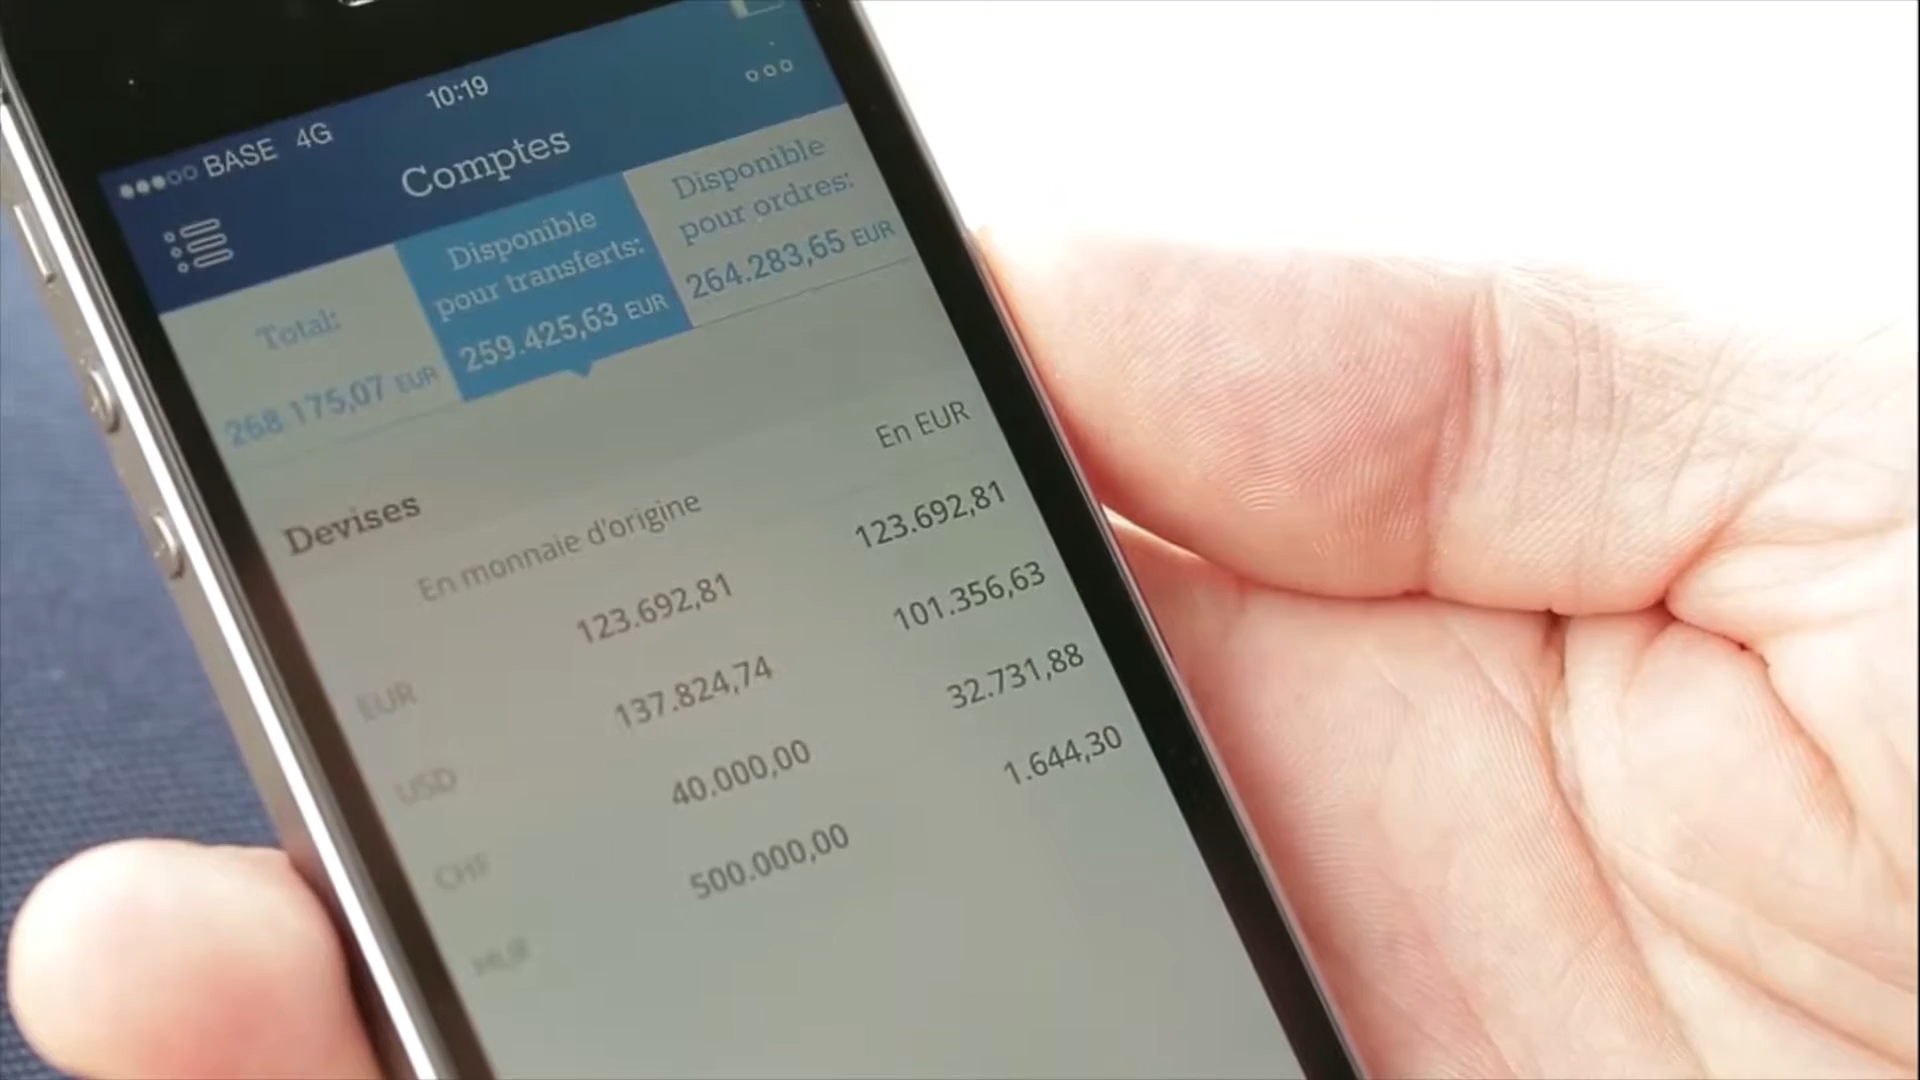 BASE 4G 10:19
Comptes
Total:
268.175,07 EUR
Disponible
pour transferts:
259.425,63 EUR
Disponible
pour ordres:
264.283,65 EUR
Devises
En monnaie d'origine En EUR
EUR 123.692,81 123.692,81
USD 137.824,74 101.356,63
CHF 40.000,00 32.731,88
HUF 500.000,00 1.644,30